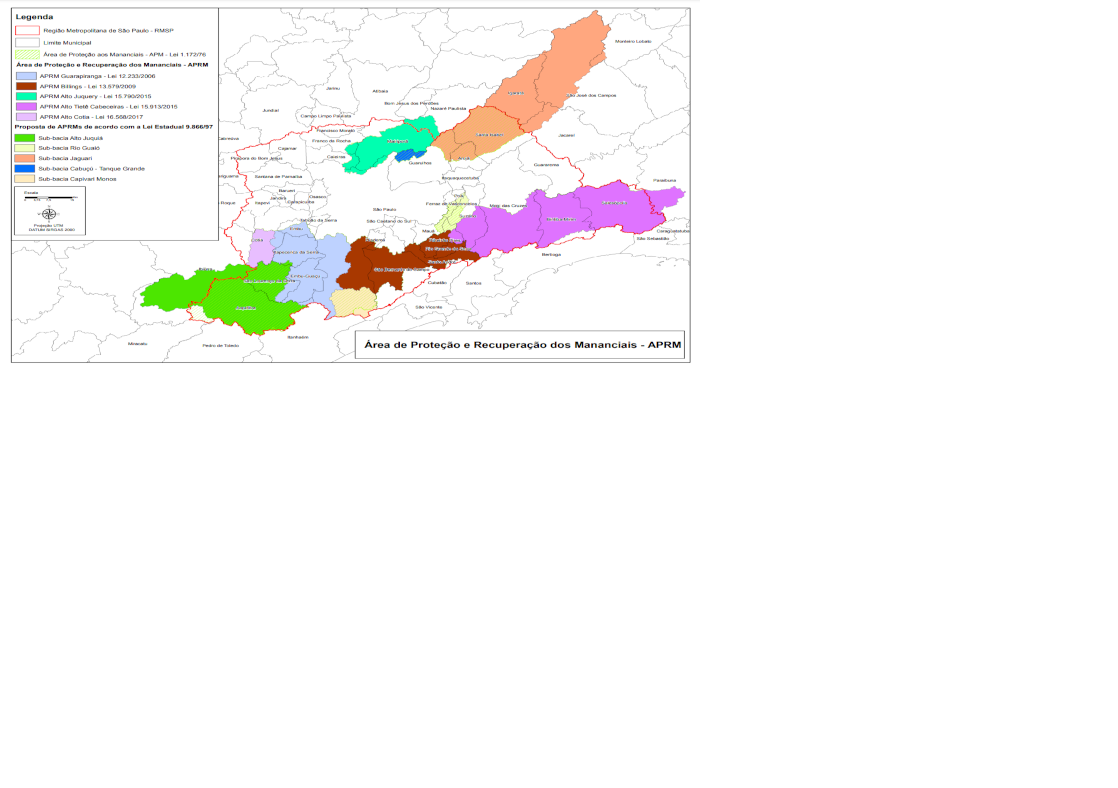 Legenda
Região Metropolitana de São Paulo - RMSP
Limite Municipal
Área de Proteção aos Mananciais - APM - Lei 1.172/76
Área de Proteção e Recuperação dos Mananciais - APRM
APRM Guarapiranga - Lei 12.233/2006
APRM Billings - Lei 13.579/2009
APRM Alto Juquery - Lei 15.790/2015
APRM Alto Tietê Cabeceiras - Lei 15.913/2015
APRM Alto Cotia - Lei 16.568/2017
Proposta de APRMs de acordo com a Lei Estadual 9.866/97
Sub-bacia Alto Juquiá
Sub-bacia Rio Guaió
Sub-bacia Jaguari
Sub-bacia Cabuçú - Tanque Grande
Sub-bacia Capivari Monos
Escala
Projeção UTM
DATUM SIRGAS 2000
Monteiro Lobato
Igaratá
São José dos Campos
Jarinu
Atibaia
Bom Jesus dos Perdões
Nazaré Paulista
Jundiaí
Campo Limpo Paulista
Francisco Morato
Franco da Rocha
Mairiporã
Santa Isabel
Jacareí
Cabreúva
Cajamar
Caieiras
Pirapora do Bom Jesus
Guarulhos
Arujá
Guararema
Santana de Parnaíba
Itaquaquecetuba
Paraibuna
Barueri
Jandira
Itapevi
Carapicuíba
Osasco
Poá
Ferraz de Vasconcelos
Mogi das Cruzes
Salesópolis
São Paulo
Suzano
Biritiba-Mirim
Taboão da Serra
São Caetano do Sul
Embu
Mauá
Caraguatatuba
São Sebastião
Cotia
Diadema
Ribeirão Pires
Rio Grande da Serra
Itapecerica da Serra
Santo André
Bertioga
Ibiúna
São Bernardo do Campo
Embu-Guaçu
São Lourenço da Serra
Cubatão
Santos
Juquitiba
São Vicente
Itanhaém
Miracatu
Pedro de Toledo
Área de Proteção e Recuperação dos Mananciais - APRM